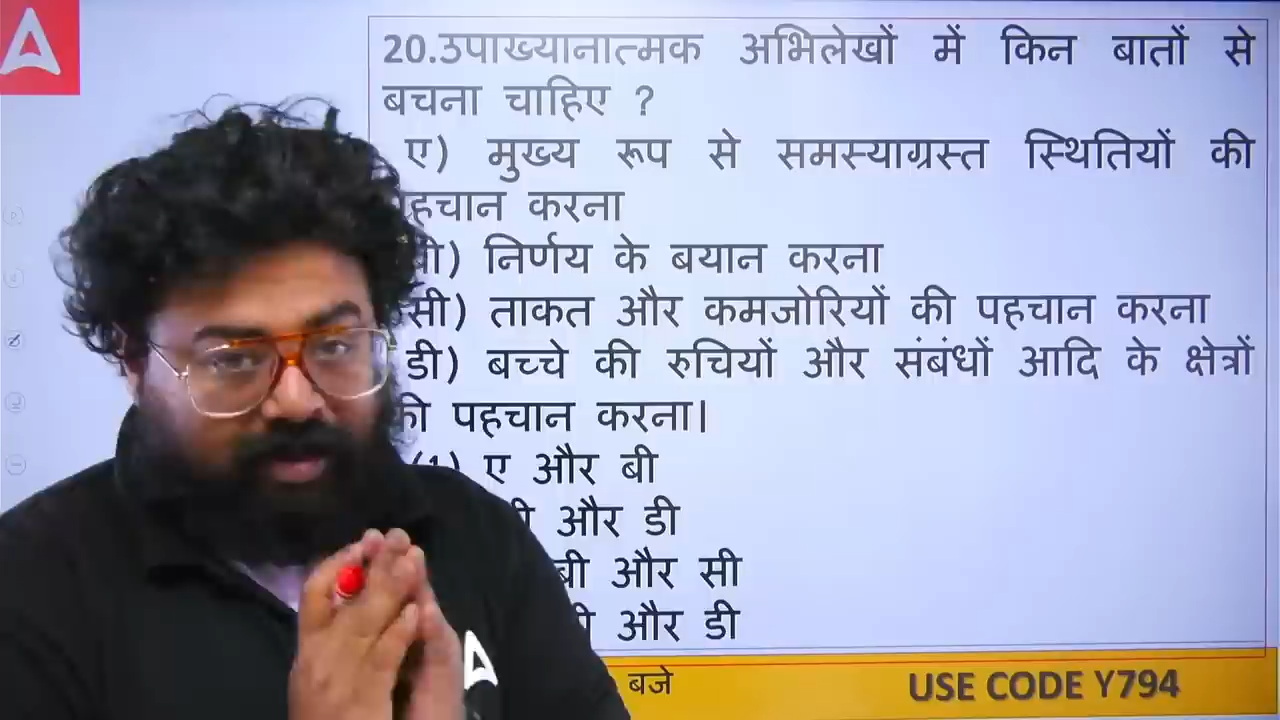 20.उपाख्यानात्मक अभिलेखों में किन बातों से
बचना चाहिए ?
ए) मुख्य रूप से समस्याग्रस्त स्थितियों की
करना
निर्णय के बयान करना
सी) ताकत और कमजोरियों की पहचान करना
डी) बच्चे की रुचियों और संबंधों आदि के क्षेत्रों
की पहचान करना।
(1) ए और बी
और डी
बी और सी
और डी
बजे USE CODE Y794